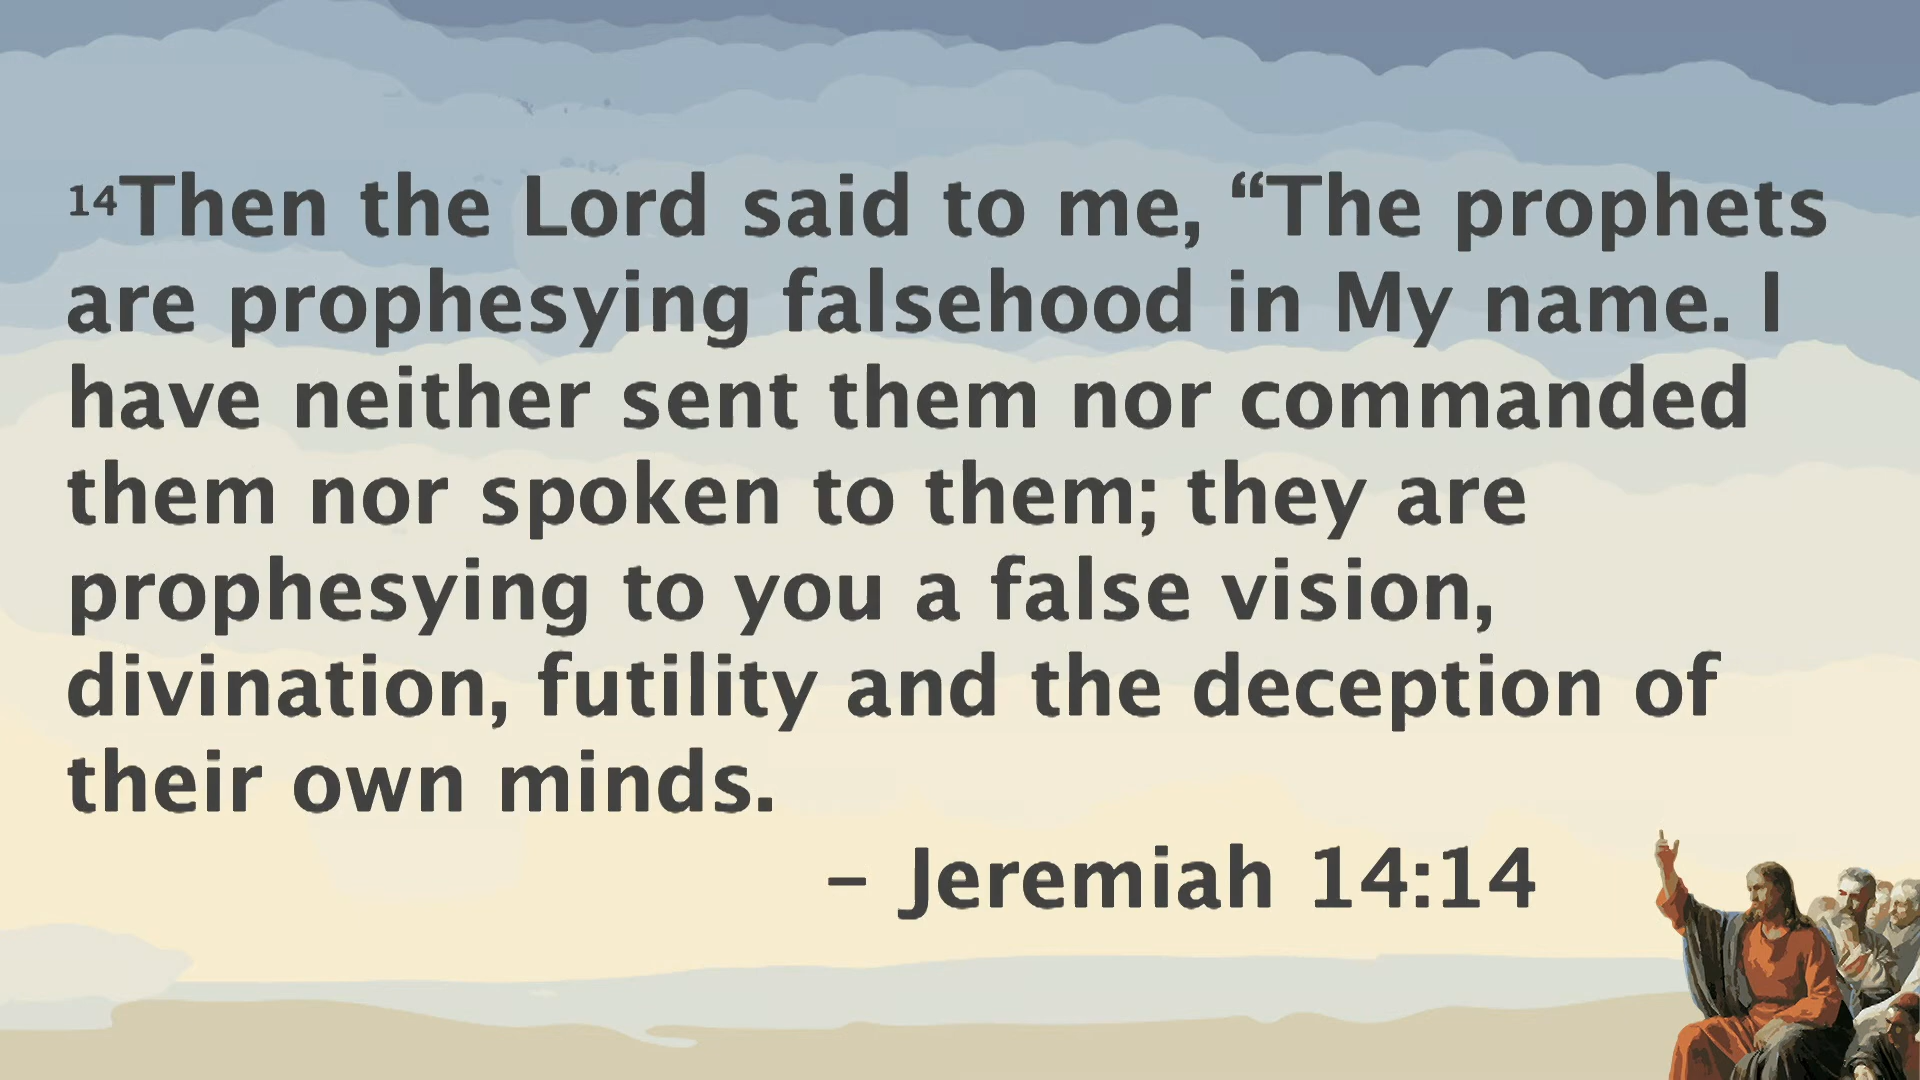 14Then the Lord said to me, “The prophets
are prophesying falsehood in My name. I
have neither sent them nor commanded
them nor spoken to them; they are
prophesying to you a false vision,
divination, futility and the deception of
their own minds.
– Jeremiah 14:14